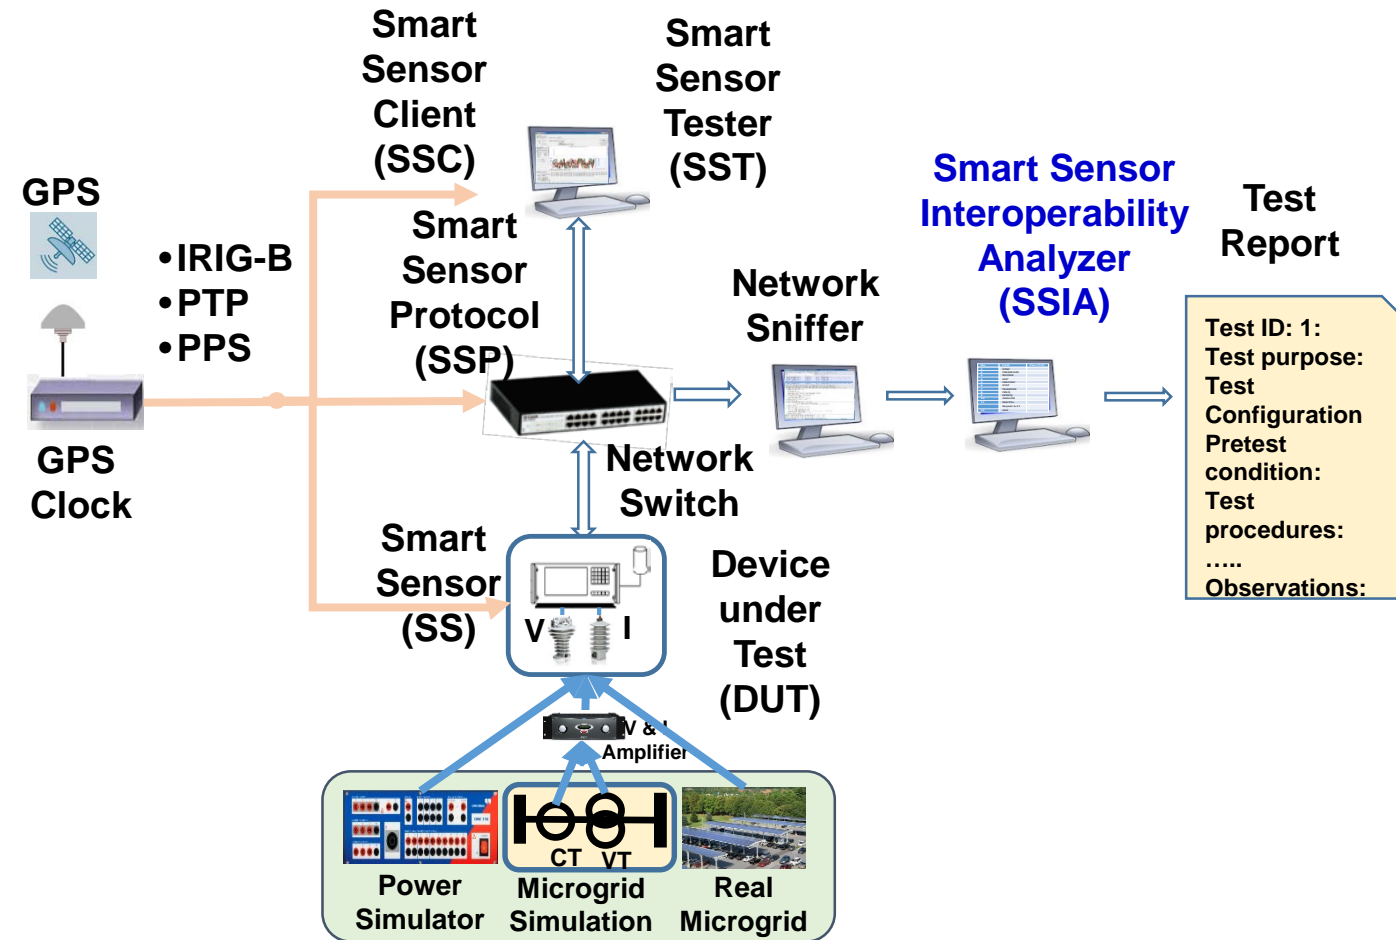 Smart
Sensor
Client
(SSC)
Smart
Sensor
Tester
(SST)
GPS
•IRIG-B
•PTP
•PPS
GPS
Clock
Smart
Sensor
Protocol
(SSP)
Network
Sniffer
Smart Sensor
Interoperability
Analyzer
(SSIA)
Test
Report
Test ID: 1:
Test purpose:
Test
Configuration
Pretest
condition:
Test
procedures:
…..
Observations:
Network
Switch
Smart
Sensor
(SS)
V
I
Device
under
Test
(DUT)
V & I
Amplifier
CT
VT
Power
Simulator
Microgrid
Simulation
Real
Microgrid